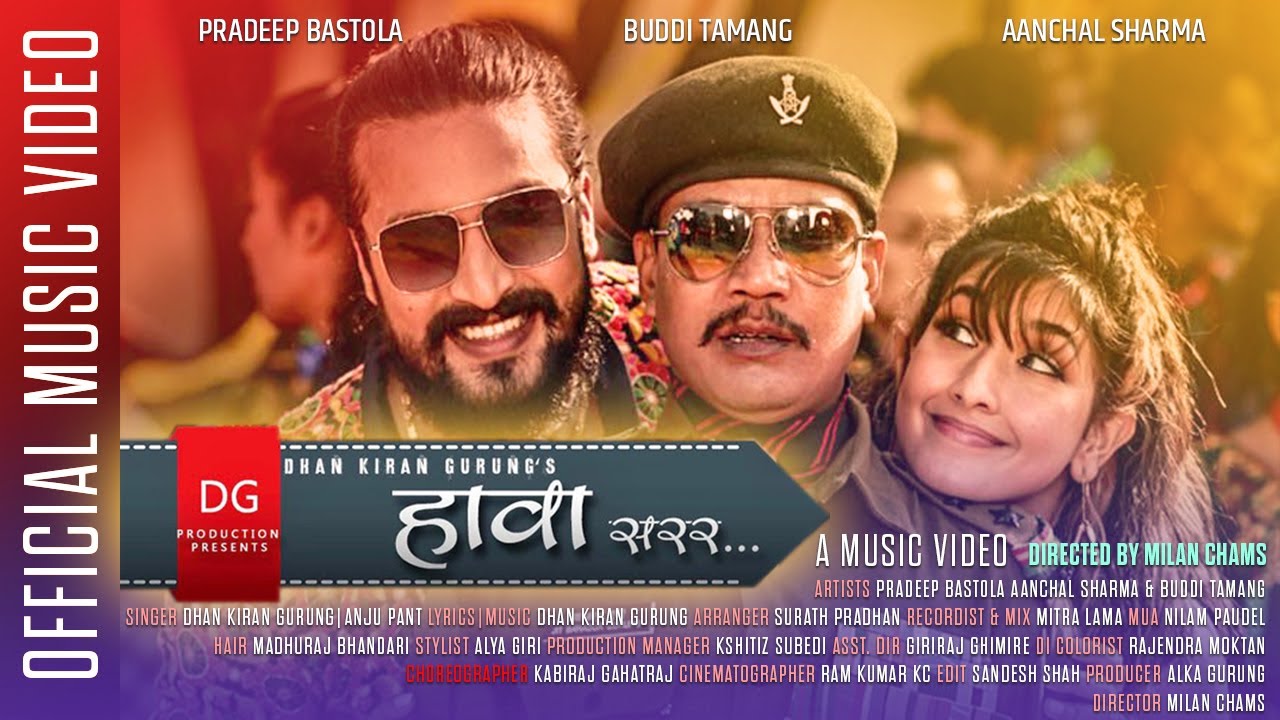 OFFICIAL MUSIC VIDEO
PRADEEP BASTOLA
BUDDI TAMANG
AANCHAL SHARMA
DHAN KIRAN GURUNG'S
DG
PRODUCTION
PRESENTS
हावा सरर...
A MUSIC VIDEO DIRECTED BY MILAN CHAMS
ARTISTS PRADEEP BASTOLA AANCHAL SHARMA & BUDDI TAMANG
SINGER DHAN KIRAN GURUNG|ANJU PANT LYRICS|MUSIC DHAN KIRAN GURUNG ARRANGER SURATH PRADHAN RECORDIST & MIX MITRA LAMA MUA NILAM PAUDEL
HAIR MADHURAJ BHANDARI STYLIST ALYA GIRI PRODUCTION MANAGER KSHITIZ SUBEDI ASST. DIR GIRIRAJ GHIMIRE DI COLORIST RAJENDRA MOKTAN
CHOREOGRAPHER KABIRAJ GAHATRAJ CINEMATOGRAPHER RAM KUMAR KC EDIT SANDESH SHAH PRODUCER ALKA GURUNG
DIRECTOR MILAN CHAMS